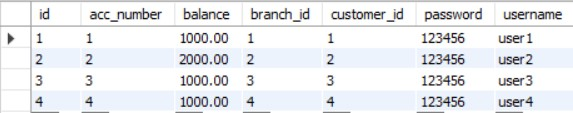 id acc_number balance branch_id customer_id password username
1 1 1000.00 1 1 123456 user1
2 2 2000.00 2 2 123456 user2
3 3 1000.00 3 3 123456 user3
4 4 1000.00 4 4 123456 user4